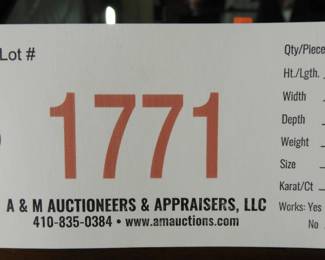 Lot #
1771
A & M AUCTIONEERS & APPRAISERS, LLC
410-835-0384 • www.amauctions.com
Qty/Piece
Ht./Lgth.
Width
Depth
Weight
Size
Karat/Ct
Works: Yes
No